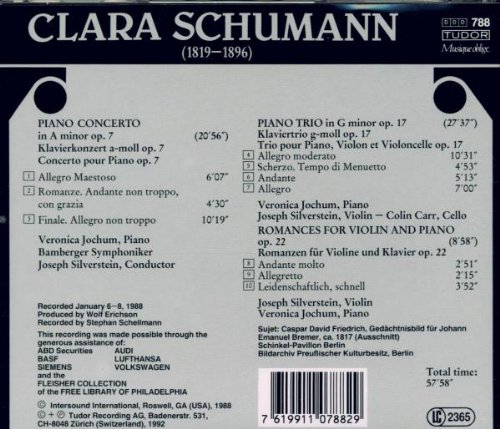 CLARA SCHUMANN
(1819–1896)
DDD 788
TUDOR
Musique oblige
PIANO CONCERTO
in A minor op. 7 (20'56")
Klavierkonzert a-moll op. 7
Concerto pour Piano op. 7
1 Allegro Maestoso 6'07"
2 Romanze. Andante non troppo,
con grazia 4'30"
3 Finale. Allegro non troppo 10'19"
Veronica Jochum, Piano
Bamberger Symphoniker
Joseph Silverstein, Conductor
Recorded January 6–8, 1988
Produced by Wolf Erichson
Recorded by Stephan Schellmann
This recording was made possible through the
generous assistance of:
ABD Securities AUDI
BASF LUFTHANSA
SIEMENS VOLKSWAGEN
and the
FLEISHER COLLECTION
of the FREE LIBRARY OF PHILADELPHIA
© Intersound International, Roswell, GA (USA), 1988
© + ℗ Tudor Recording AG, Badenerstr. 531,
CH-8048 Zürich (Switzerland), 1992
PIANO TRIO in G minor op. 17 (27'37")
Klaviertrio g-moll op. 17
Trio pour Piano, Violon et Violoncelle op. 17
4 Allegro moderato 10'31"
5 Scherzo. Tempo di Menuetto 4'53"
6 Andante 5'13"
7 Allegro 7'00"
Veronica Jochum, Piano
Joseph Silverstein, Violin – Colin Carr, Cello
ROMANCES FOR VIOLIN AND PIANO
op. 22 (8'58")
Romanzen für Violine und Klavier op. 22
8 Andante molto 2'51"
9 Allegretto 2'15"
10 Leidenschaftlich, schnell 3'52"
Joseph Silverstein, Violin
Veronica Jochum, Piano
Sujet: Caspar David Friedrich, Gedächtnisbild für Johann
Emanuel Bremer, ca. 1817 (Ausschnitt)
Schinkel-Pavillon Berlin
Bildarchiv Preußischer Kulturbesitz, Berlin
Total time:
57'58"
7 619911 078829
LC 2365